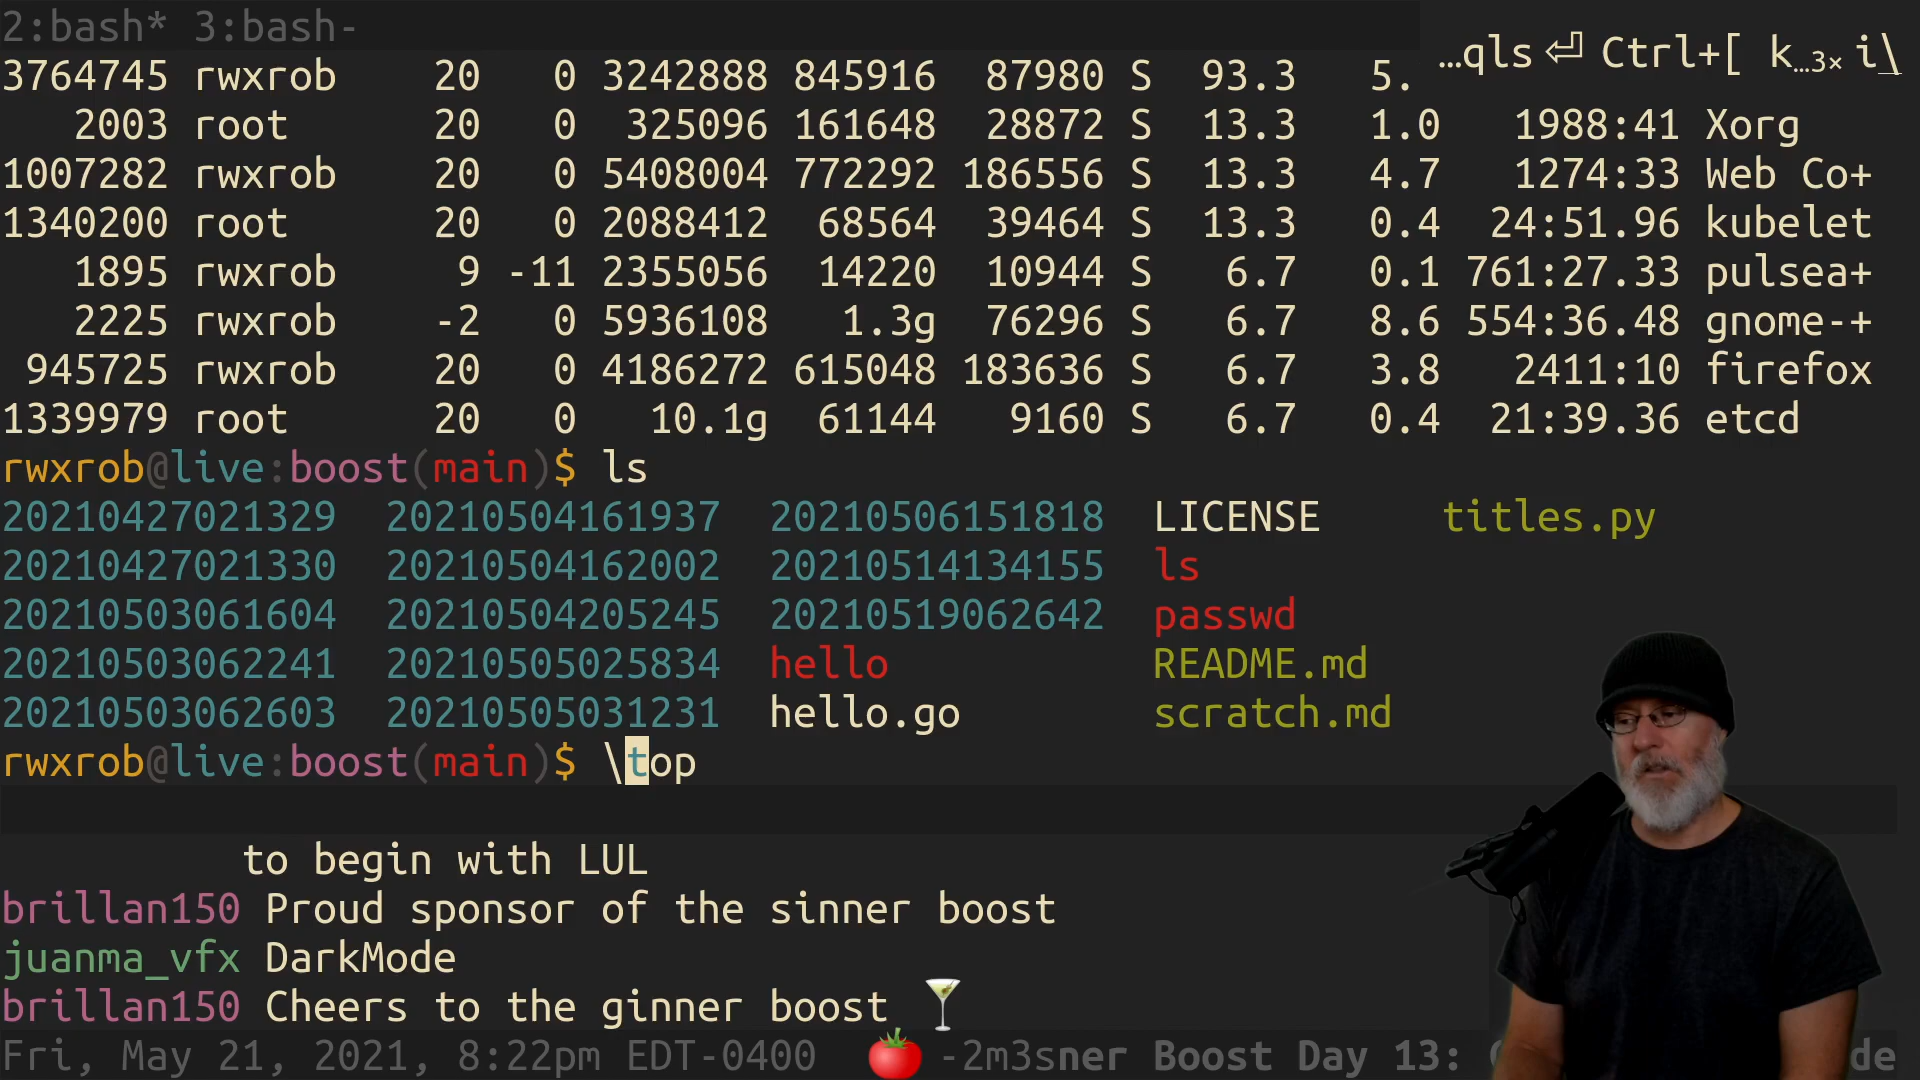 2:bash* 3:bash-
…qls⏎ Ctrl+[ k…3× i\
3764745 rwxrob 20 0 3242888 845916 87980 S 93.3 5.
2003 root 20 0 325096 161648 28872 S 13.3 1.0 1988:41 Xorg
1007282 rwxrob 20 0 5408004 772292 186556 S 13.3 4.7 1274:33 Web Co+
1340200 root 20 0 2088412 68564 39464 S 13.3 0.4 24:51.96 kubelet
1895 rwxrob 9 -11 2355056 14220 10944 S 6.7 0.1 761:27.33 pulsea+
2225 rwxrob -2 0 5936108 1.3g 76296 S 6.7 8.6 554:36.48 gnome-+
945725 rwxrob 20 0 4186272 615048 183636 S 6.7 3.8 2411:10 firefox
1339979 root 20 0 10.1g 61144 9160 S 6.7 0.4 21:39.36 etcd
rwxrob@live:boost(main)$ ls
20210427021329 20210504161937 20210506151818 LICENSE titles.py
20210427021330 20210504162002 20210514134155 ls
20210503061604 20210504205245 20210519062642 passwd
20210503062241 20210505025834 hello README.md
20210503062603 20210505031231 hello.go scratch.md
rwxrob@live:boost(main)$ \top
to begin with LUL
brillan150 Proud sponsor of the sinner boost
juanma_vfx DarkMode
brillan150 Cheers to the ginner boost 🍸
Fri, May 21, 2021, 8:22pm EDT-0400 🍅 -2m3sner Boost Day 13: